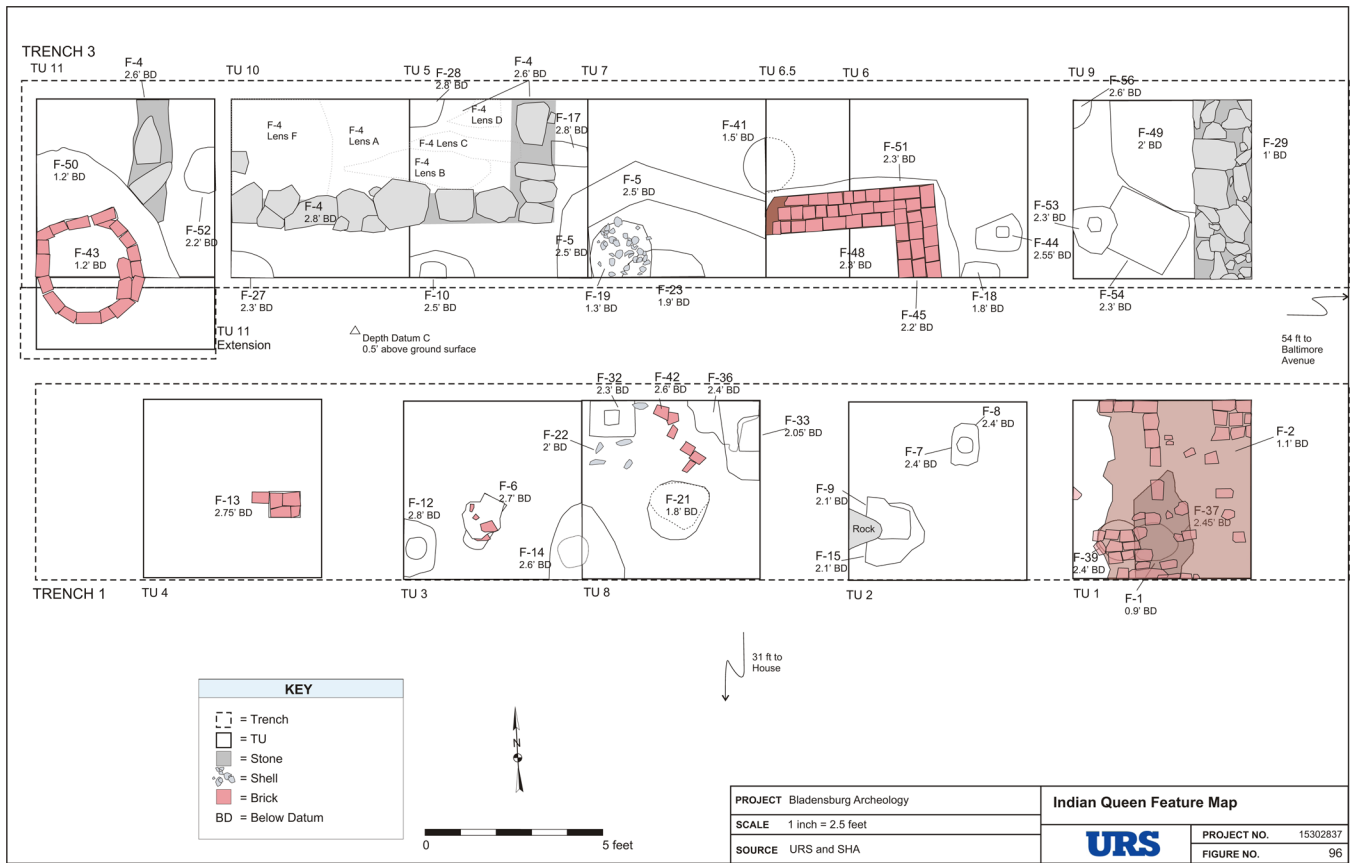 TRENCH 3
TU 11
F-4
2.6' BD
TU 10
TU 5
F-28
2.8' BD
F-4
2.6' BD
TU 7
TU 6.5
TU 6
TU 9
F-56
2.6' BD
F-4
Lens F
F-4
Lens A
F-4
Lens D
F-4 Lens C
F-4
Lens B
F-17
2.8' BD
F-41
1.5' BD
F-51
2.3' BD
F-49
2' BD
F-29
1' BD
F-50
1.2' BD
F-5
2.5' BD
F-4
2.8' BD
F-52
2.2' BD
F-43
1.2' BD
F-5
2.5' BD
F-48
2.3' BD
F-53
2.3' BD
F-44
2.55' BD
F-27
2.3' BD
F-10
2.5' BD
F-19
1.3' BD
F-23
1.9' BD
F-45
2.2' BD
F-18
1.8' BD
F-54
2.3' BD
TU 11
Extension
Depth Datum C
0.5' above ground surface
54 ft to
Baltimore
Avenue
F-32
2.3' BD
F-42
2.6' BD
F-36
2.4' BD
F-33
2.05' BD
F-22
2' BD
F-8
2.4' BD
F-7
2.4' BD
F-2
1.1' BD
F-13
2.75' BD
F-12
2.8' BD
F-6
2.7' BD
F-21
1.8' BD
F-9
2.1' BD
Rock
F-37
2.45' BD
F-14
2.6' BD
F-15
2.1' BD
F-39
2.4' BD
F-1
0.9' BD
TRENCH 1
TU 4
TU 3
TU 8
TU 2
TU 1
31 ft to
House
KEY
= Trench
= TU
= Stone
= Shell
= Brick
BD = Below Datum
N
0
5 feet
PROJECT Bladensburg Archeology
SCALE 1 inch = 2.5 feet
SOURCE URS and SHA
Indian Queen Feature Map
URS
PROJECT NO. 15302837
FIGURE NO. 96